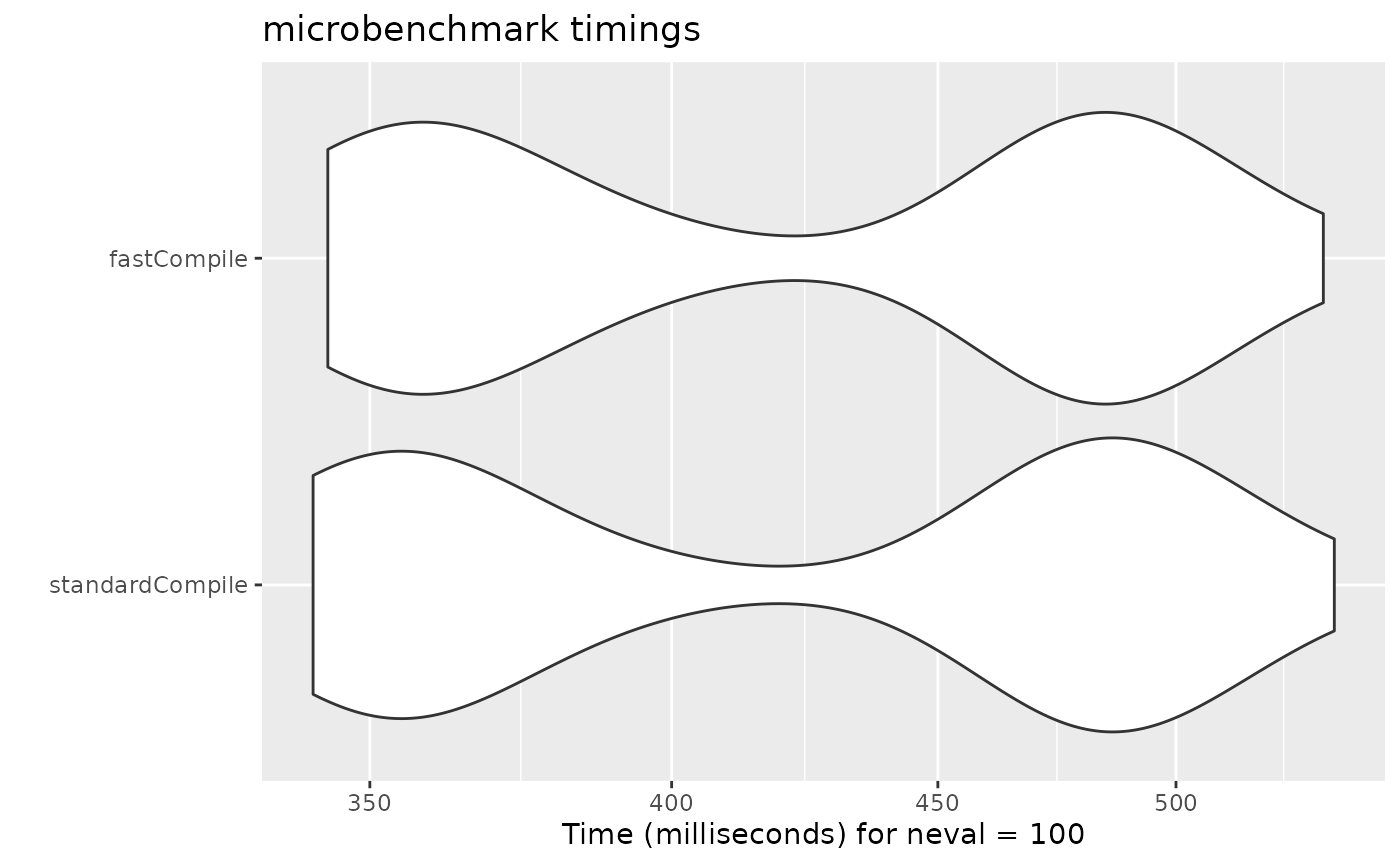 microbenchmark timings
fastCompile
standardCompile
350 400 450 500
Time (milliseconds) for neval = 100